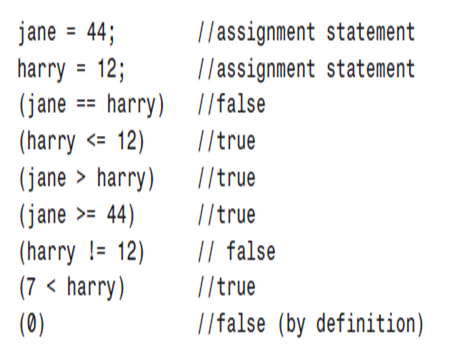 jane = 44; //assignment statement
harry = 12; //assignment statement
(jane == harry) //false
(harry <= 12) //true
(jane > harry) //true
(jane >= 44) //true
(harry != 12) // false
(7 < harry) //true
(0) //false (by definition)